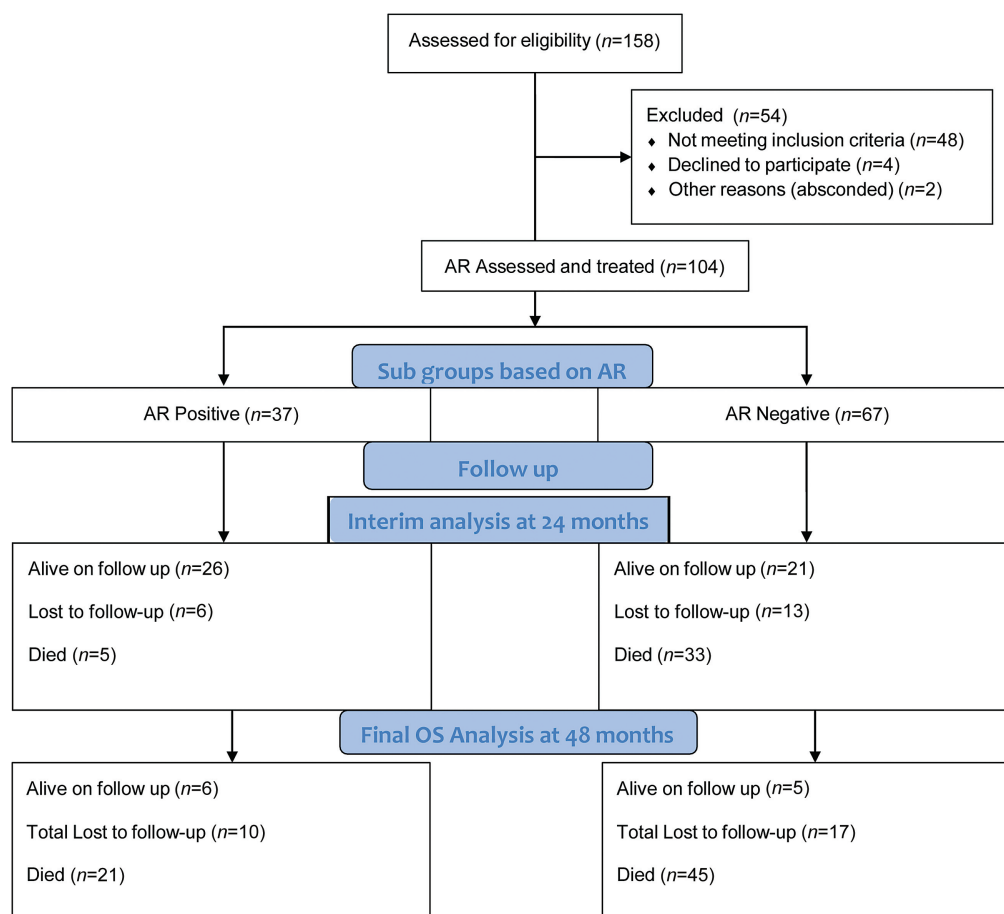 Assessed for eligibility (n=158)
Excluded (n=54)
♦ Not meeting inclusion criteria (n=48)
♦ Declined to participate (n=4)
♦ Other reasons (absconded) (n=2)
AR Assessed and treated (n=104)
Sub groups based on AR
AR Positive (n=37)
AR Negative (n=67)
Follow up
Interim analysis at 24 months
Alive on follow up (n=26)
Lost to follow-up (n=6)
Died (n=5)
Alive on follow up (n=21)
Lost to follow-up (n=13)
Died (n=33)
Final OS Analysis at 48 months
Alive on follow up (n=6)
Total Lost to follow-up (n=10)
Died (n=21)
Alive on follow up (n=5)
Total Lost to follow-up (n=17)
Died (n=45)